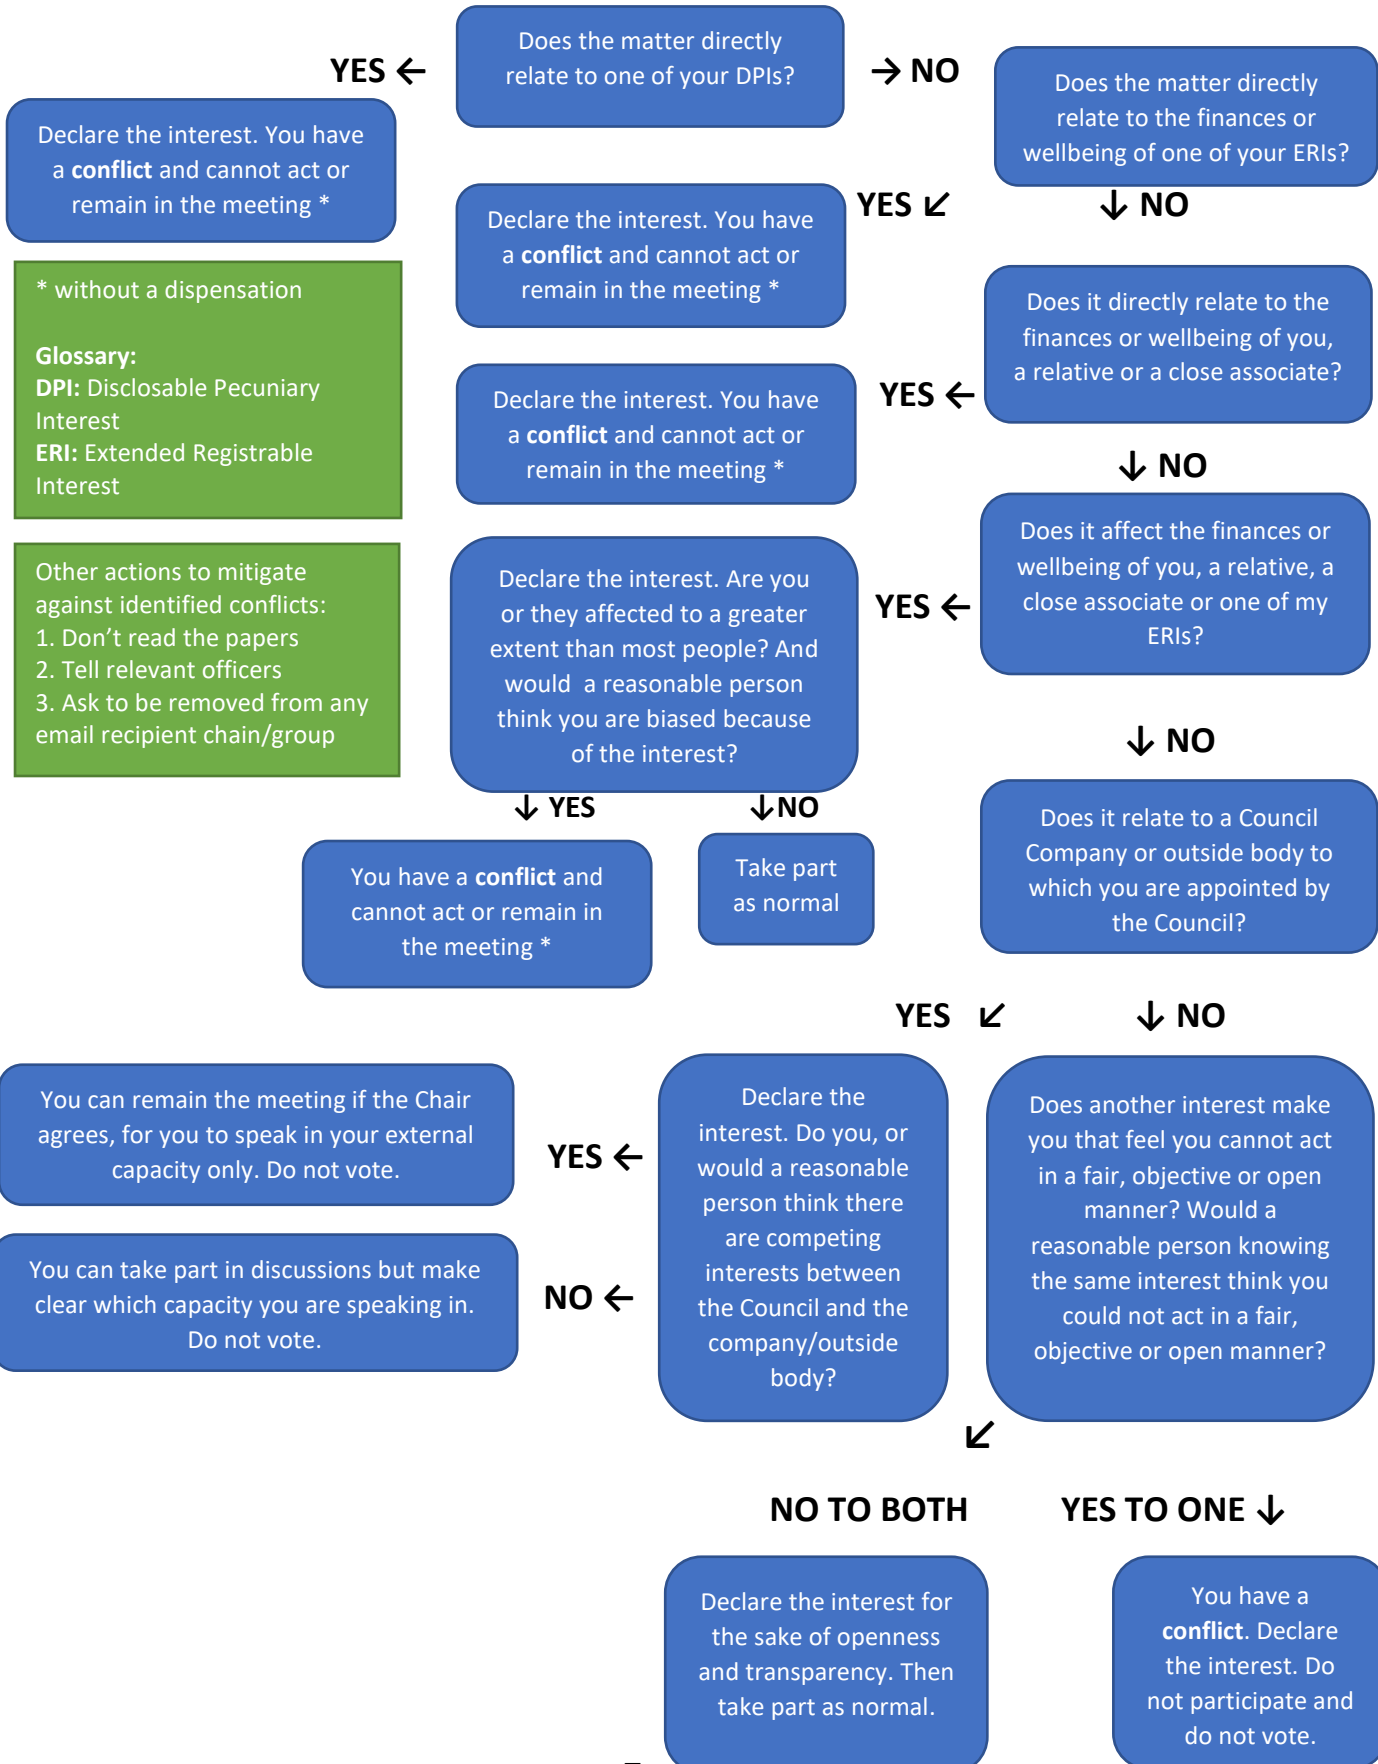 Does the matter directly
relate to one of your DPIs?
YES ←
→ NO
Does the matter directly
relate to the finances or
wellbeing of one of your ERIs?
Declare the interest. You have
a conflict and cannot act or
remain in the meeting *
YES ↙
↓ NO
Declare the interest. You have
a conflict and cannot act or
remain in the meeting *
* without a dispensation
Glossary:
DPI: Disclosable Pecuniary
Interest
ERI: Extended Registrable
Interest
Does it directly relate to the
finances or wellbeing of you,
a relative or a close associate?
YES ←
Declare the interest. You have
a conflict and cannot act or
remain in the meeting *
↓ NO
Does it affect the finances or
wellbeing of you, a relative, a
close associate or one of my
ERIs?
YES ←
Declare the interest. Are you
or they affected to a greater
extent than most people? And
would  a reasonable person
think you are biased because
of the interest?
Other actions to mitigate
against identified conflicts:
1. Don’t read the papers
2. Tell relevant officers
3. Ask to be removed from any
email recipient chain/group
↓ NO
↓ YES
↓NO
You have a conflict and
cannot act or remain in
the meeting *
Take part
as normal
Does it relate to a Council
Company or outside body to
which you are appointed by
the Council?
YES ↙
↓ NO
Declare the
interest. Do you, or
would a reasonable
person think there
are competing
interests between
the Council and the
company/outside
body?
YES ←
You can remain the meeting if the Chair
agrees, for you to speak in your external
capacity only. Do not vote.
NO ←
You can take part in discussions but make
clear which capacity you are speaking in.
Do not vote.
Does another interest make
you that feel you cannot act
in a fair, objective or open
manner? Would a
reasonable person knowing
the same interest think you
could not act in a fair,
objective or open manner?
↙
NO TO BOTH
YES TO ONE ↓
Declare the interest for
the sake of openness
and transparency. Then
take part as normal.
You have a
conflict. Declare
the interest. Do
not participate and
do not vote.